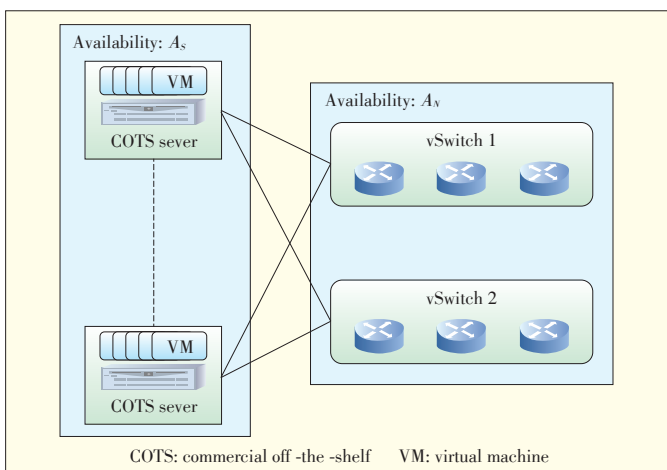 Availability: A_S
VM
COTS sever
Availability: A_N
vSwitch 1
vSwitch 2
VM
COTS sever
COTS: commercial off -the -shelf VM: virtual machine